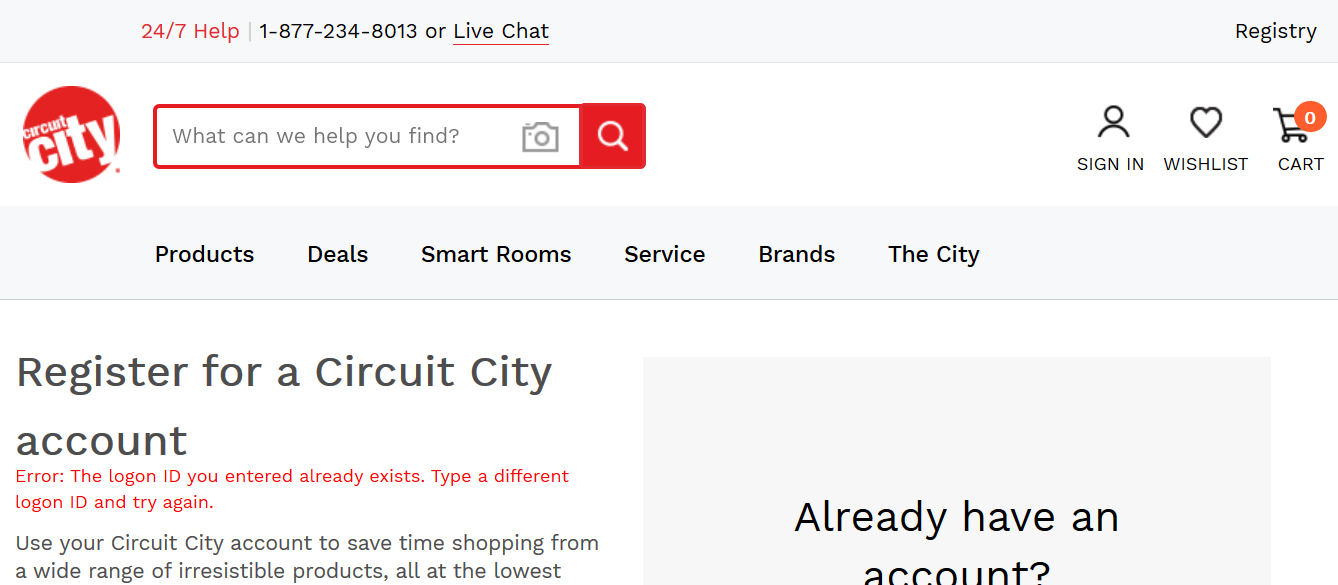 24/7 Help | 1-877-234-8013 or Live Chat
Registry
circuit
city
What can we help you find?
SIGN IN
WISHLIST
0
CART
Products Deals Smart Rooms Service Brands The City
Register for a Circuit City
account
Error: The logon ID you entered already exists. Type a different
logon ID and try again.
Use your Circuit City account to save time shopping from
a wide range of irresistible products, all at the lowest
Already have an
account?